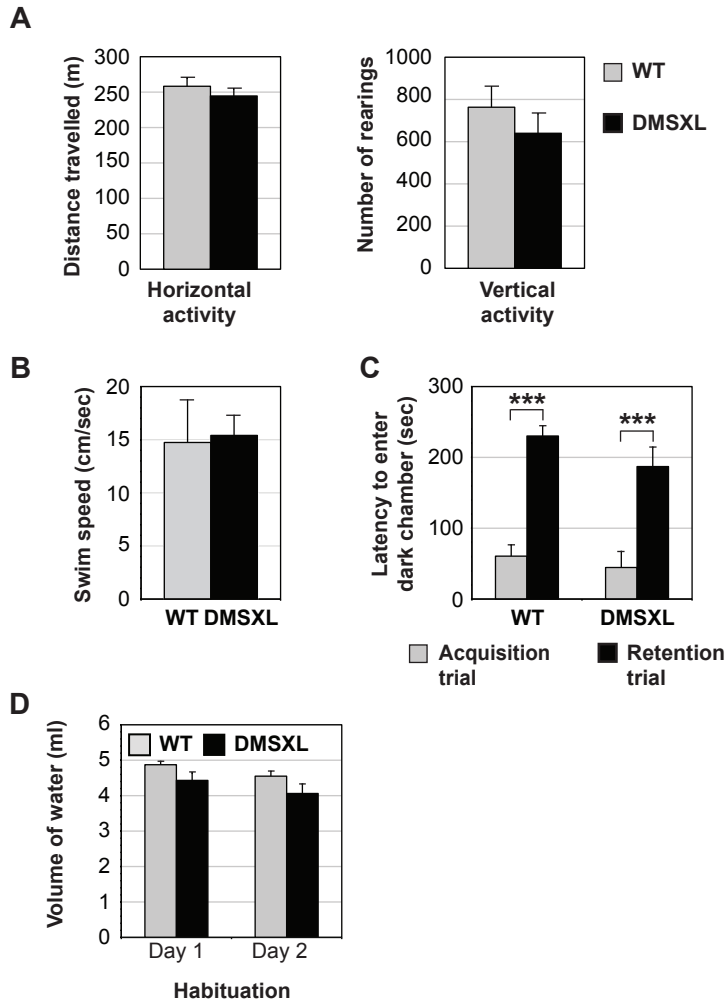 A
Distance travelled (m)
300
250
200
150
100
50
0
Horizontal
activity
Number of rearings
1000
800
600
400
200
0
Vertical
activity
WT
DMSXL
B
Swim speed (cm/sec)
20
15
10
5
0
WT DMSXL
C
Latency to enter
dark chamber (sec)
300
200
100
0
***
***
WT
DMSXL
Acquisition
trial
Retention
trial
D
Volume of water (ml)
6
5
4
3
2
1
0
WT
DMSXL
Day 1
Day 2
Habituation